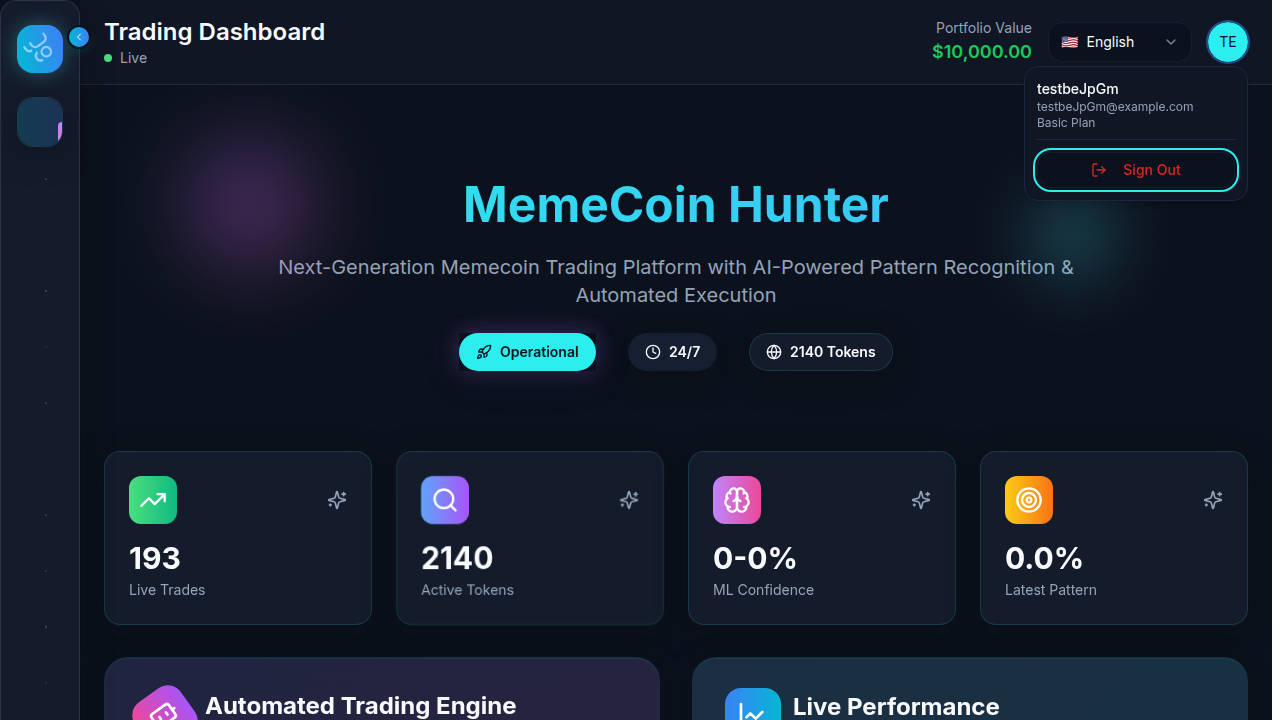 Trading Dashboard
Live
Portfolio Value
$10,000.00
English
TE
testbeJpGm
testbeJpGm@example.com
Basic Plan
Sign Out
MemeCoin Hunter
Next-Generation Memecoin Trading Platform with AI-Powered Pattern Recognition &
Automated Execution
Operational
24/7
2140 Tokens
193
Live Trades
2140
Active Tokens
0-0%
ML Confidence
0.0%
Latest Pattern
Automated Trading Engine
Live Performance